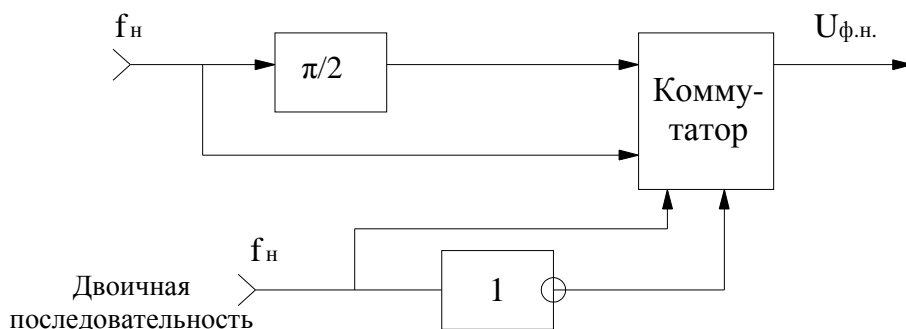 fн
π/2
Uф.н.
Комму-
татор
fн
1
Двоичная
последовательность